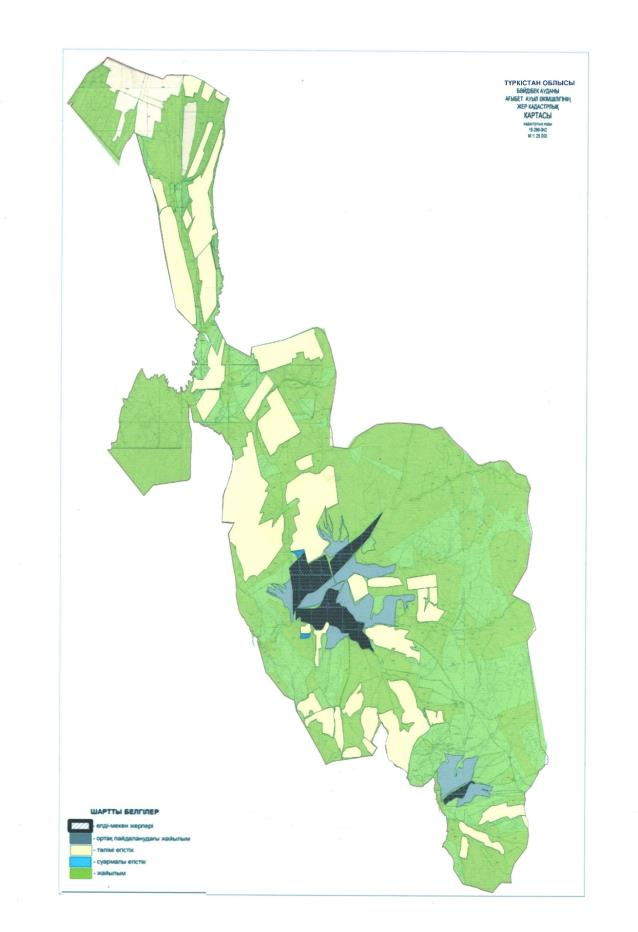 ТҮРКІСТАН ОБЛЫСЫ
БӘЙДІБЕК АУДАНЫ
АҒЫБЕТ АУЫЛ ӘКІМШІЛІГІНІҢ
ЖЕР КАДАСТРЛЫҚ
КАРТАСЫ
М 1: 25 000
ШАРТТЫ БЕЛГІЛЕР
- елді-мекен жерлері
- ортақ пайдаланудағы жайылым
- тәлімі егістік
- суармалы егістік
- жайылым